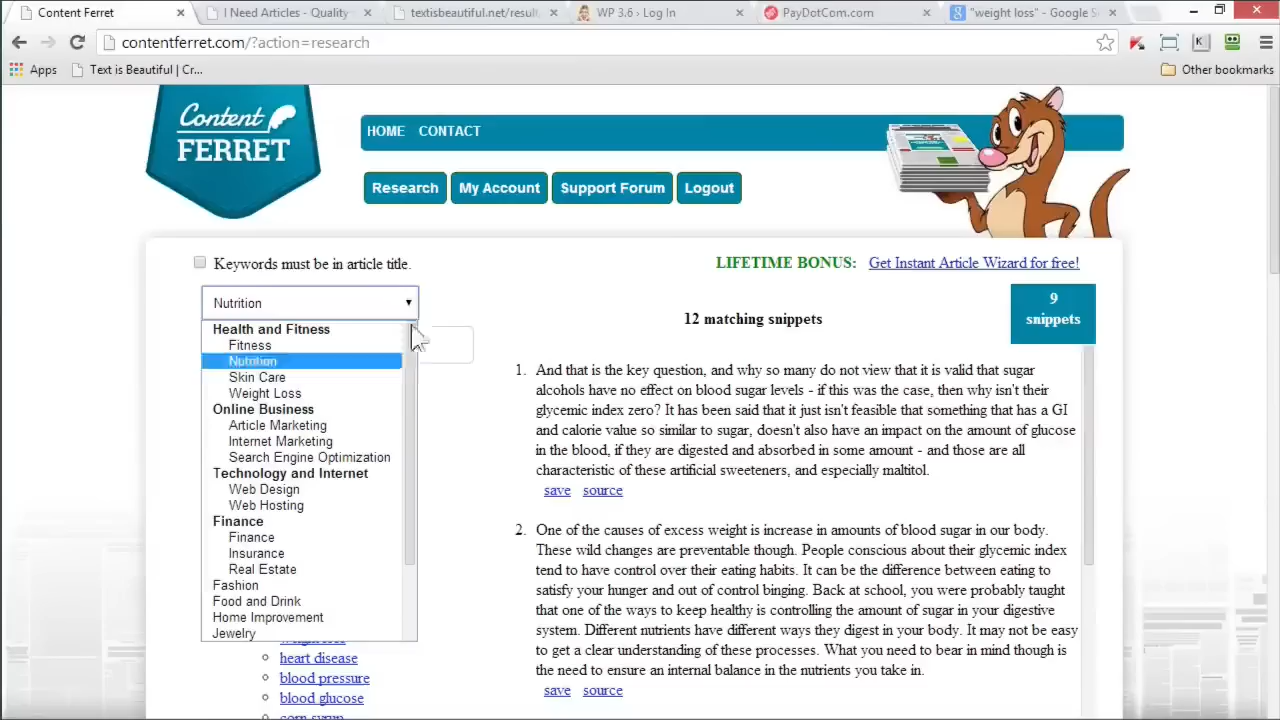 Content Ferret
I Need Articles - Quality
textisbeautiful.net/result
WP 3.6 › Log In
PayDotCom.com
"weight loss" - Google S
contentferret.com/?action=research
Apps
Text is Beautiful | Cr...
Other bookmarks
Content
FERRET
HOME CONTACT
Research My Account Support Forum Logout
Keywords must be in article title.
LIFETIME BONUS: Get Instant Article Wizard for free!
Nutrition
12 matching snippets
9
snippets
Health and Fitness
Fitness
Nutrition
Skin Care
Weight Loss
Online Business
Article Marketing
Internet Marketing
Search Engine Optimization
Technology and Internet
Web Design
Web Hosting
Finance
Finance
Insurance
Real Estate
Fashion
Food and Drink
Home Improvement
Jewelry
heart disease
blood pressure
blood glucose
corn syrup
1. And that is the key question, and why so many do not view that it is valid that sugar
alcohols have no effect on blood sugar levels - if this was the case, then why isn't their
glycemic index zero? It has been said that it just isn't feasible that something that has a GI
and calorie value so similar to sugar, doesn't also have an impact on the amount of glucose
in the blood, if they are digested and absorbed in some amount - and those are all
characteristic of these artificial sweeteners, and especially maltitol.
save source
2. One of the causes of excess weight is increase in amounts of blood sugar in our body.
These wild changes are preventable though. People conscious about their glycemic index
tend to have control over their eating habits. It can be the difference between eating to
satisfy your hunger and out of control binging. Back at school, you were probably taught
that one of the ways to keep healthy is controlling the amount of sugar in your digestive
system. Different nutrients have different ways they digest in your body. It may not be easy
to get a clear understanding of these processes. What you need to bear in mind though is
the need to ensure an internal balance in the nutrients you take in.
save source